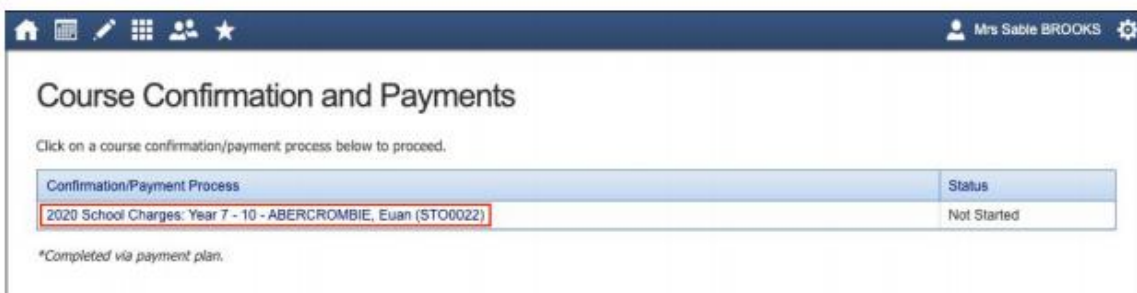 Mrs Sable BROOKS
Course Confirmation and Payments
Click on a course confirmation/payment process below to proceed.
Confirmation/Payment Process Status
2020 School Charges: Year 7 - 10 - ABERCROMBIE, Euan (STO0022) Not Started
*Completed via payment plan.